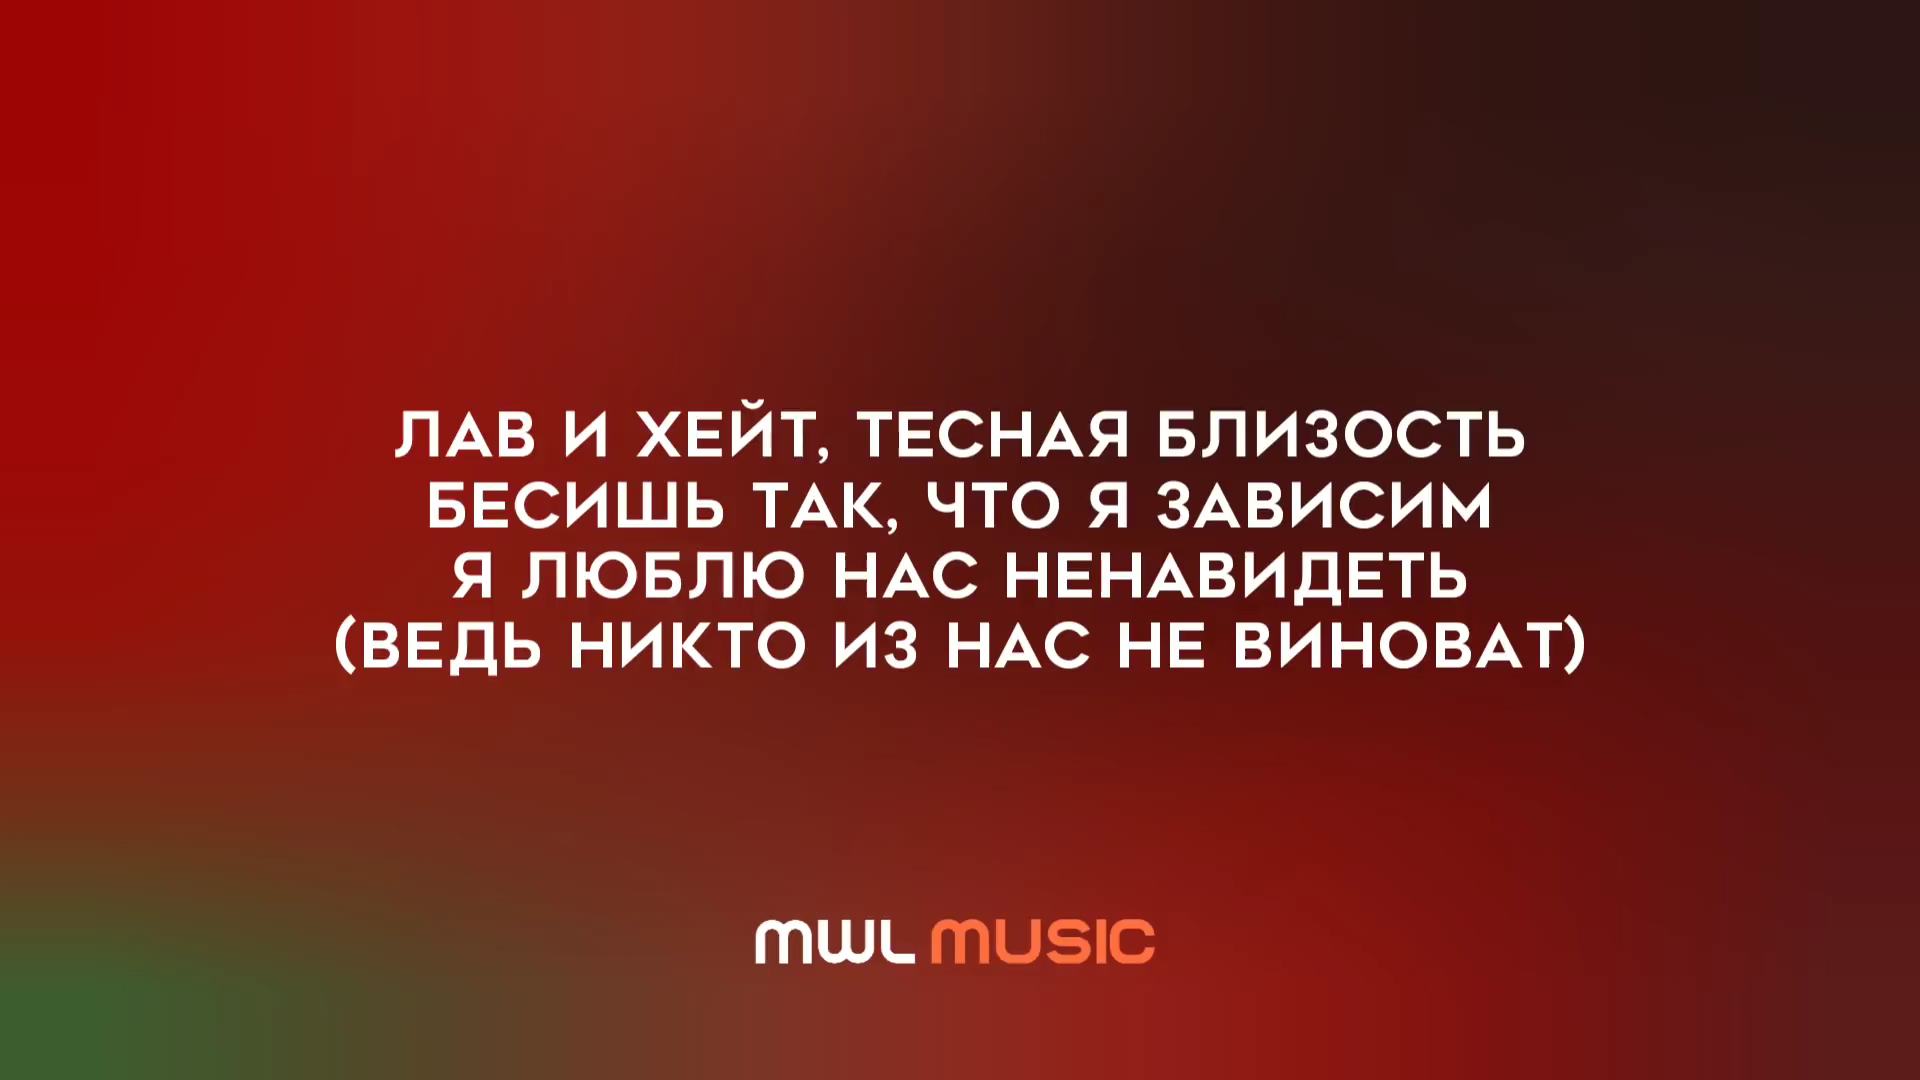 ЛАВ И ХЕЙТ, ТЕСНАЯ БЛИЗОСТЬ
БЕСИШЬ ТАК, ЧТО Я ЗАВИСИМ
Я ЛЮБЛЮ НАС НЕНАВИДЕТЬ
(ВЕДЬ НИКТО ИЗ НАС НЕ ВИНОВАТ)
MWL MUSIC